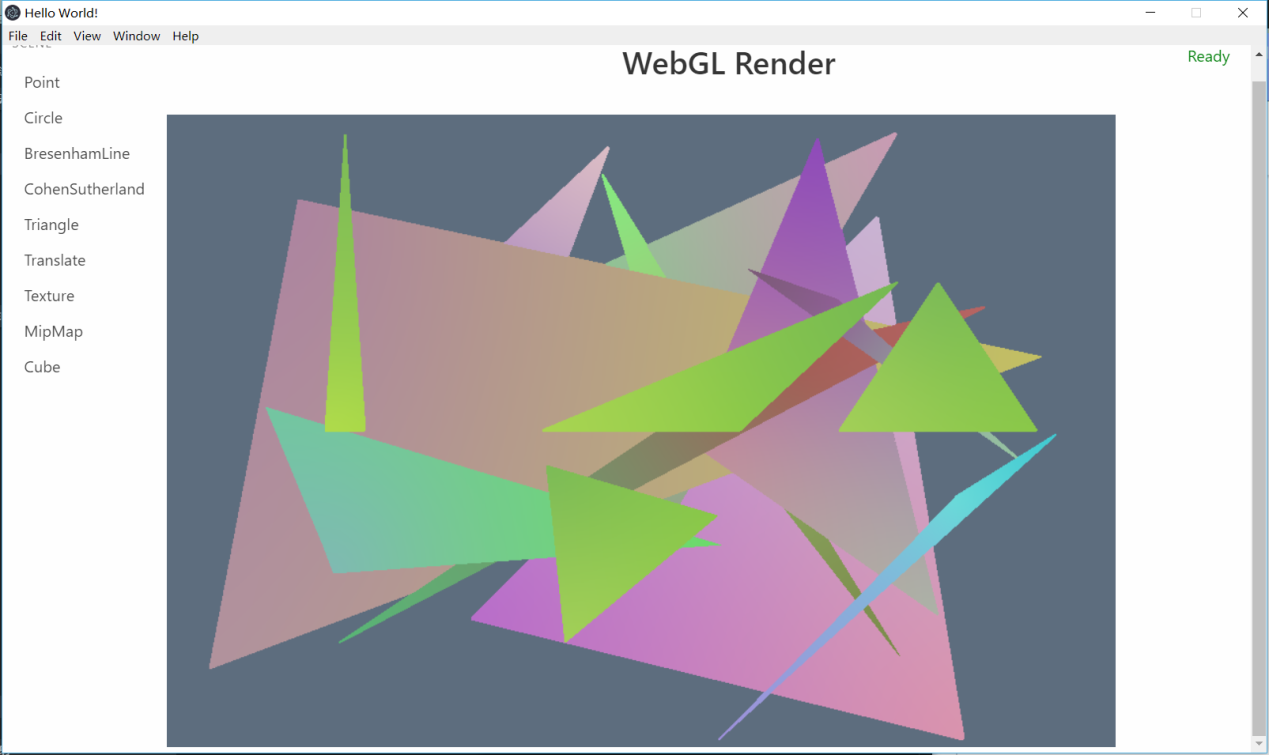 Hello World!
File Edit View Window Help
SCENE
WebGL Render
Ready
Point
Circle
BresenhamLine
CohenSutherland
Triangle
Translate
Texture
MipMap
Cube